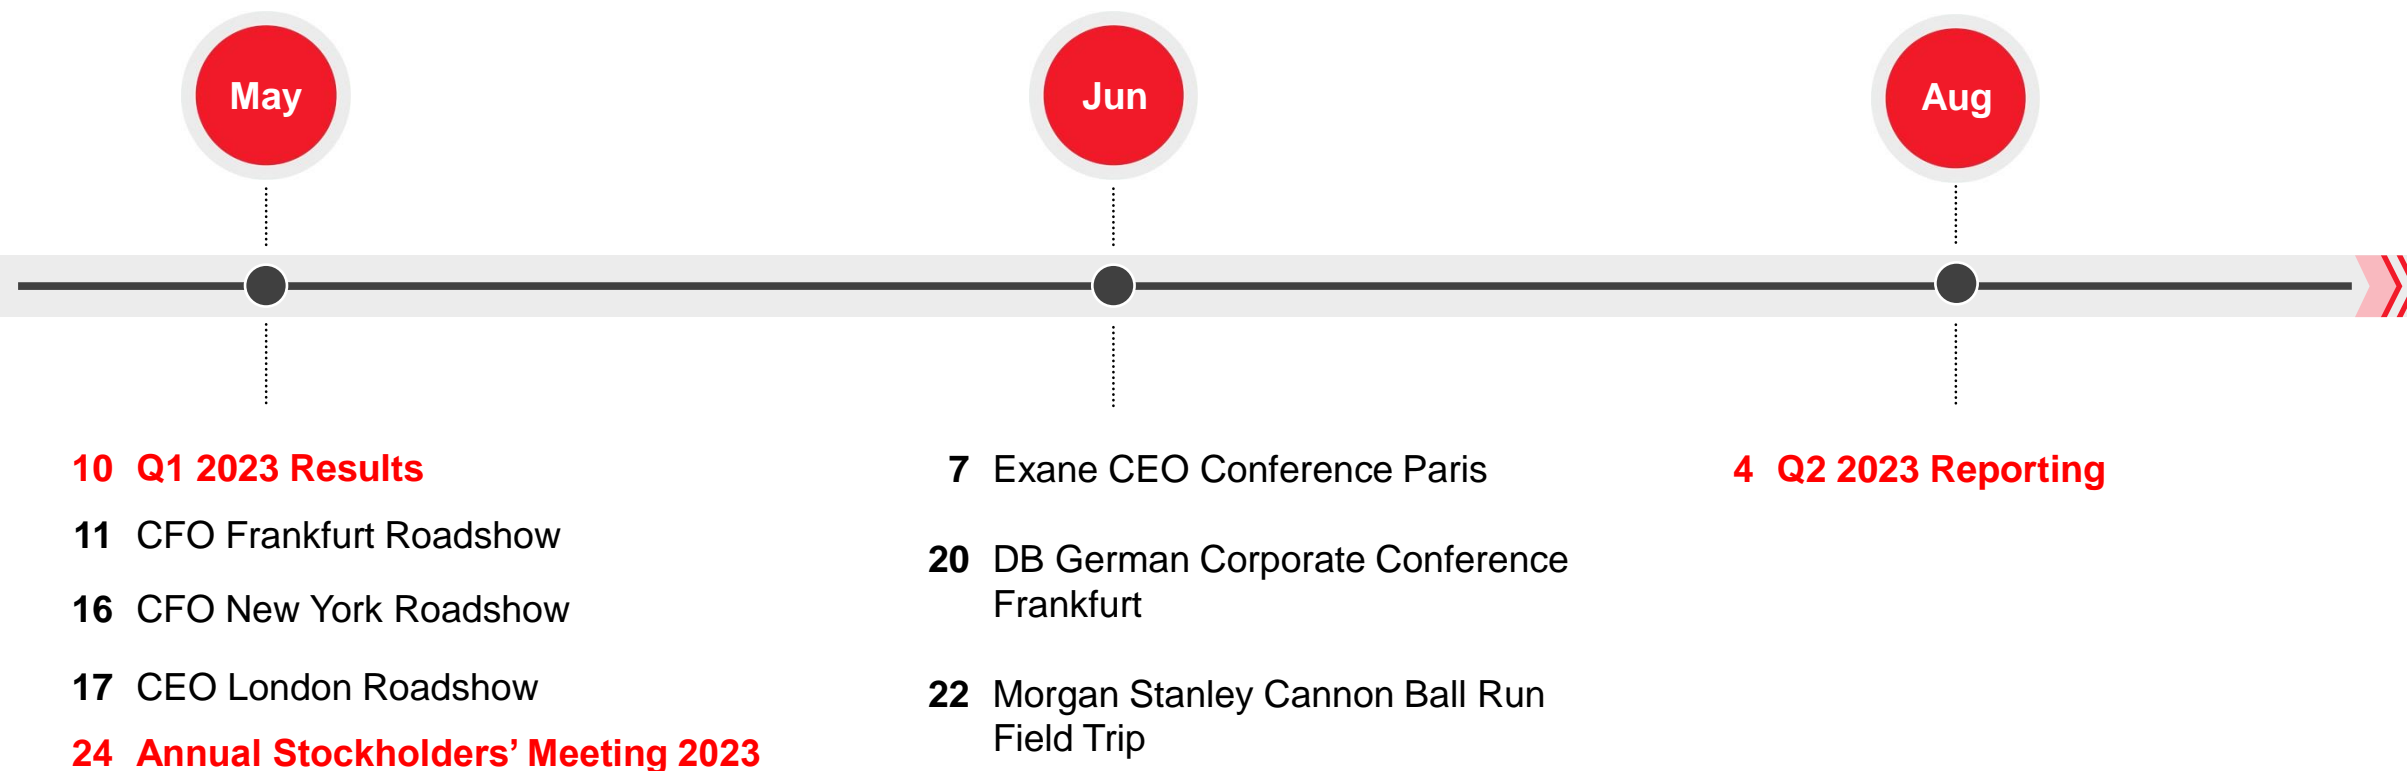 May
Jun
Aug
10 Q1 2023 Results
11 CFO Frankfurt Roadshow
16 CFO New York Roadshow
17 CEO London Roadshow
24 Annual Stockholders’ Meeting 2023
7 Exane CEO Conference Paris
20 DB German Corporate Conference
Frankfurt
22 Morgan Stanley Cannon Ball Run
Field Trip
4 Q2 2023 Reporting